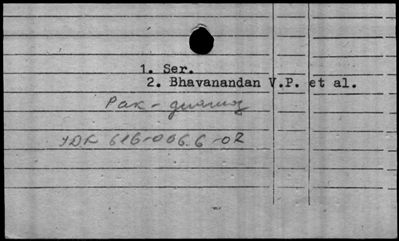 1. Ser.
2. Bhavanandan V.P. et al.
Рак -
УДК 616-006.6-02